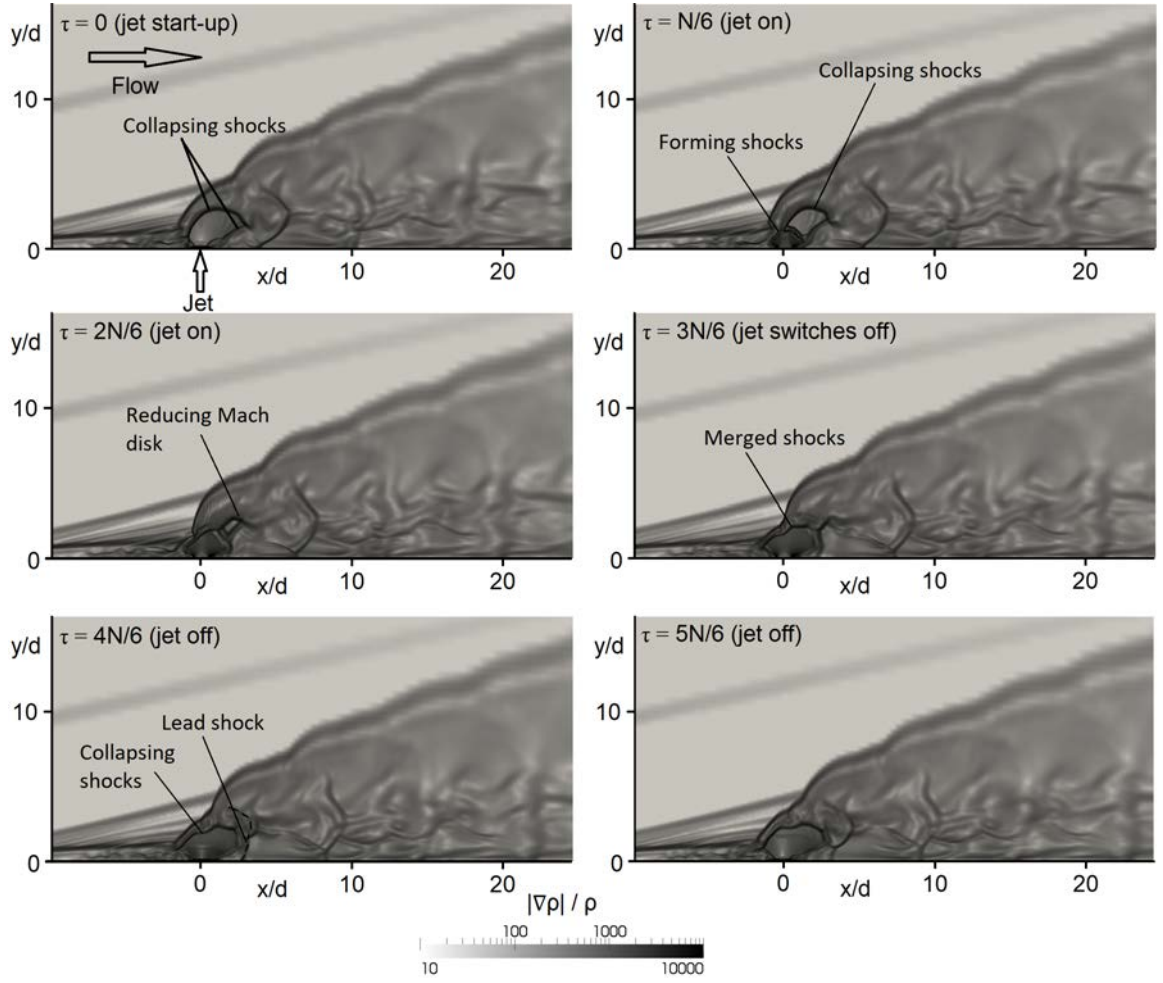 τ = 0 (jet start-up)
y/d
Flow
10
Collapsing shocks
0
0
10
20
x/d
Jet
τ = N/6 (jet on)
y/d
Collapsing shocks
10
Forming shocks
0
0
10
20
x/d
τ = 2N/6 (jet on)
y/d
10
Reducing Mach
disk
0
0
10
20
x/d
τ = 3N/6 (jet switches off)
y/d
10
Merged shocks
0
0
10
20
x/d
τ = 4N/6 (jet off)
y/d
10
Lead shock
Collapsing
shocks
0
0
10
20
x/d
τ = 5N/6 (jet off)
y/d
10
0
0
10
20
x/d
|∇ρ| / ρ
100 1000
10 10000